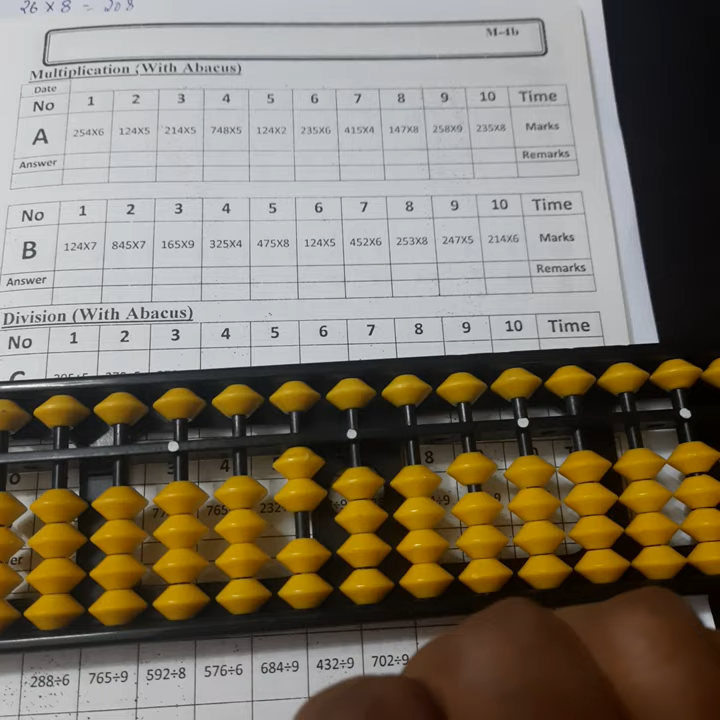 26 × 8 = 208
M-4b
Multiplication (With Abacus)
Date
No 1 2 3 4 5 6 7 8 9 10 Time
A 254X6 124X5 214X5 748X5 124X2 235X6 415X4 147X8 258X9 235X8 Marks
Answer Remarks
No 1 2 3 4 5 6 7 8 9 10 Time
B 124X7 845X7 165X9 325X4 475X8 124X5 452X6 253X8 247X5 214X6 Marks
Answer Remarks
Division (With Abacus)
No 1 2 3 4 5 6 7 8 9 10 Time
288÷6 765÷9 592÷8 576÷6 684÷9 432÷9 702÷9